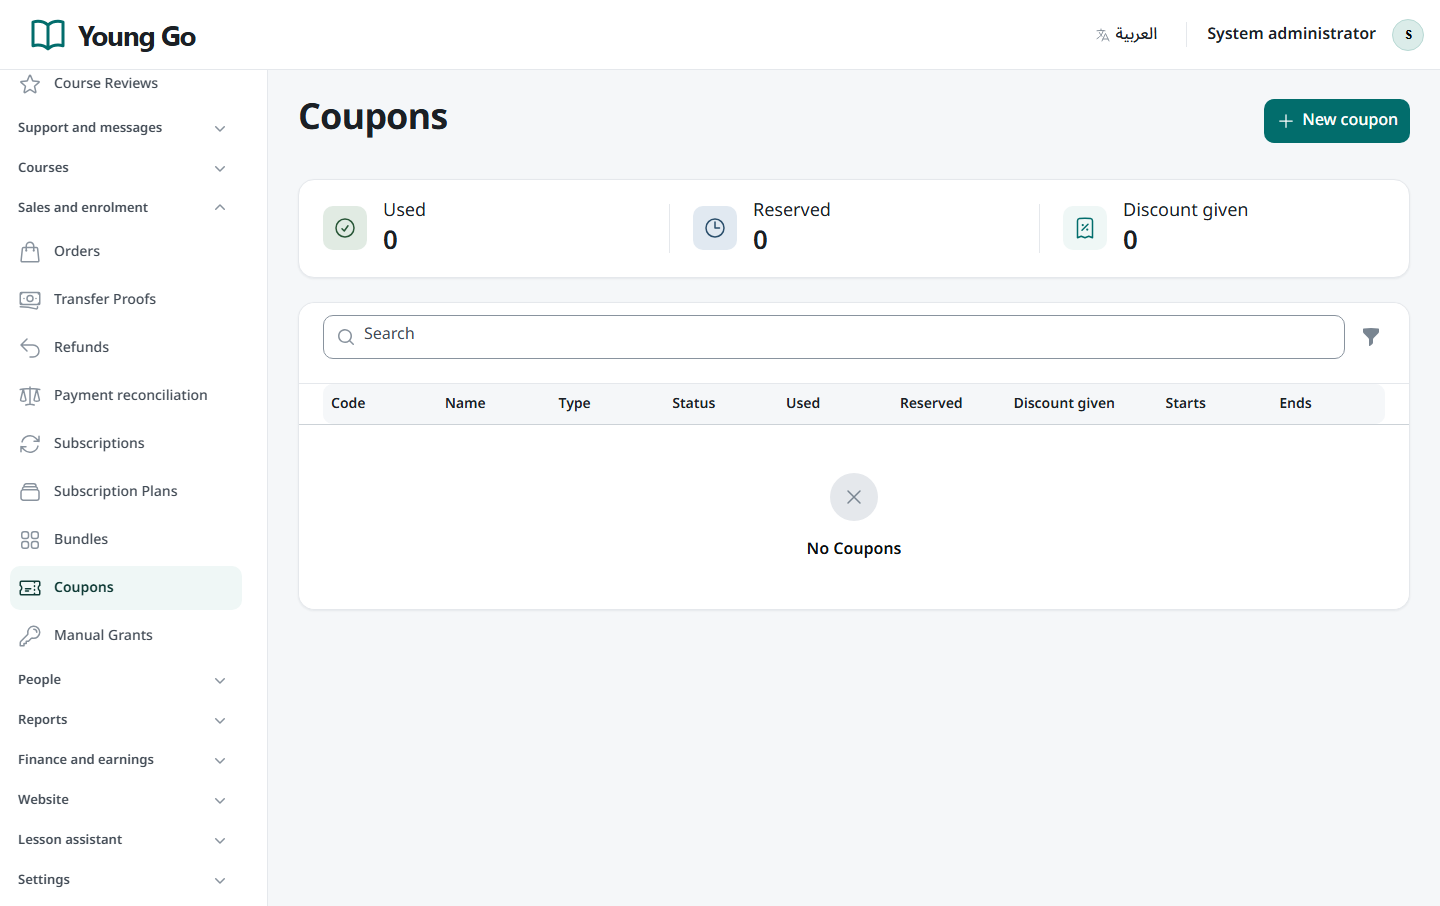 Young Go
العربية
System administrator
S
Course Reviews
Support and messages
Courses
Sales and enrolment
Orders
Transfer Proofs
Refunds
Payment reconciliation
Subscriptions
Subscription Plans
Bundles
Coupons
Manual Grants
People
Reports
Finance and earnings
Website
Lesson assistant
Settings
Coupons
New coupon
Used
0
Reserved
0
Discount given
0
Search
Code Name Type Status Used Reserved Discount given Starts Ends
No Coupons